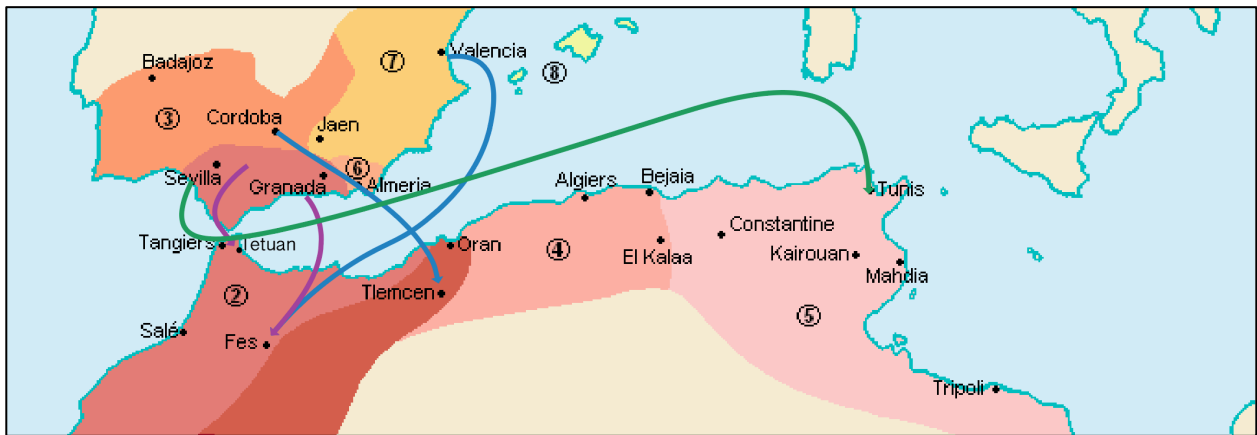 Valencia
⑦
⑧
Badajoz
③
Cordoba
Jaen
⑥
Sevilla
Granada
Almeria
Algiers
Bejaia
Tunis
Constantine
Tangiers
Tetuan
Oran
④
El Kalaa
Kairouan
Mahdia
②
Tlemcen
⑤
Salé
Fes
Tripoli